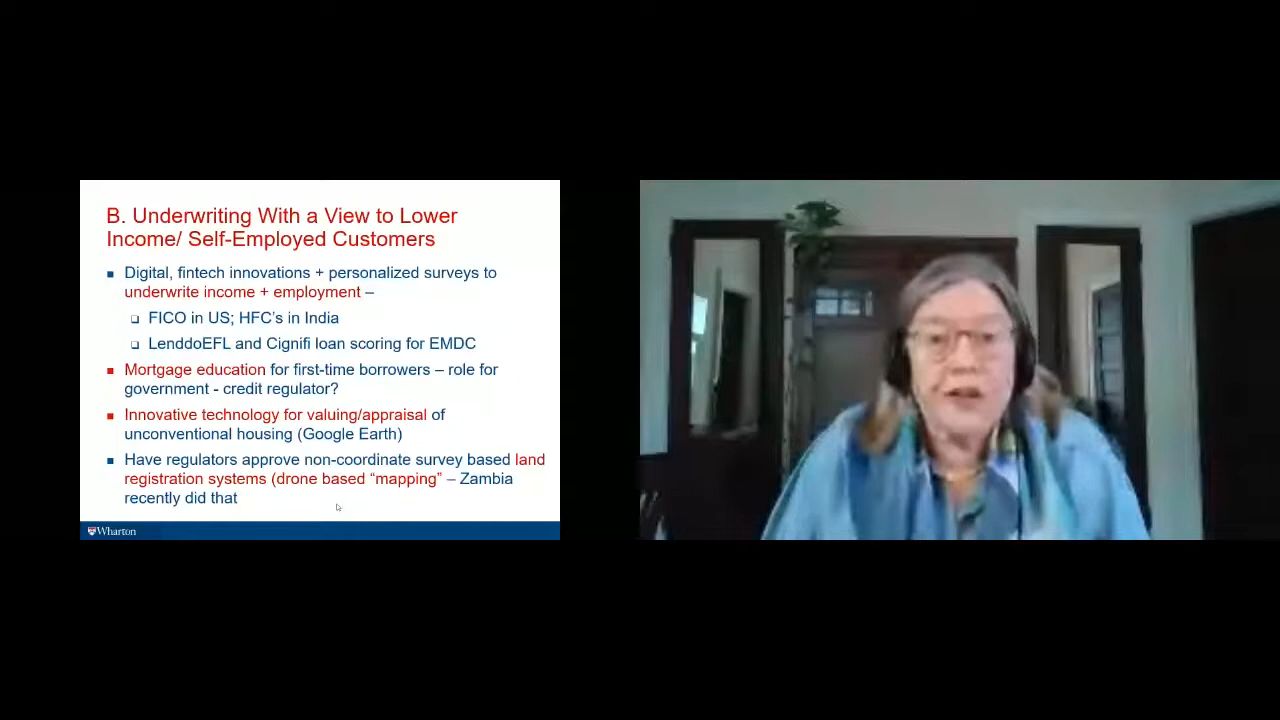 B. Underwriting With a View to Lower
Income/ Self-Employed Customers
▪ Digital, fintech innovations + personalized surveys to
underwrite income + employment –
❑ FICO in US; HFC's in India
❑ LenddoEFL and Cignifi loan scoring for EMDC
▪ Mortgage education for first-time borrowers – role for
government - credit regulator?
▪ Innovative technology for valuing/appraisal of
unconventional housing (Google Earth)
▪ Have regulators approve non-coordinate survey based land
registration systems (drone based “mapping” – Zambia
recently did that
Wharton